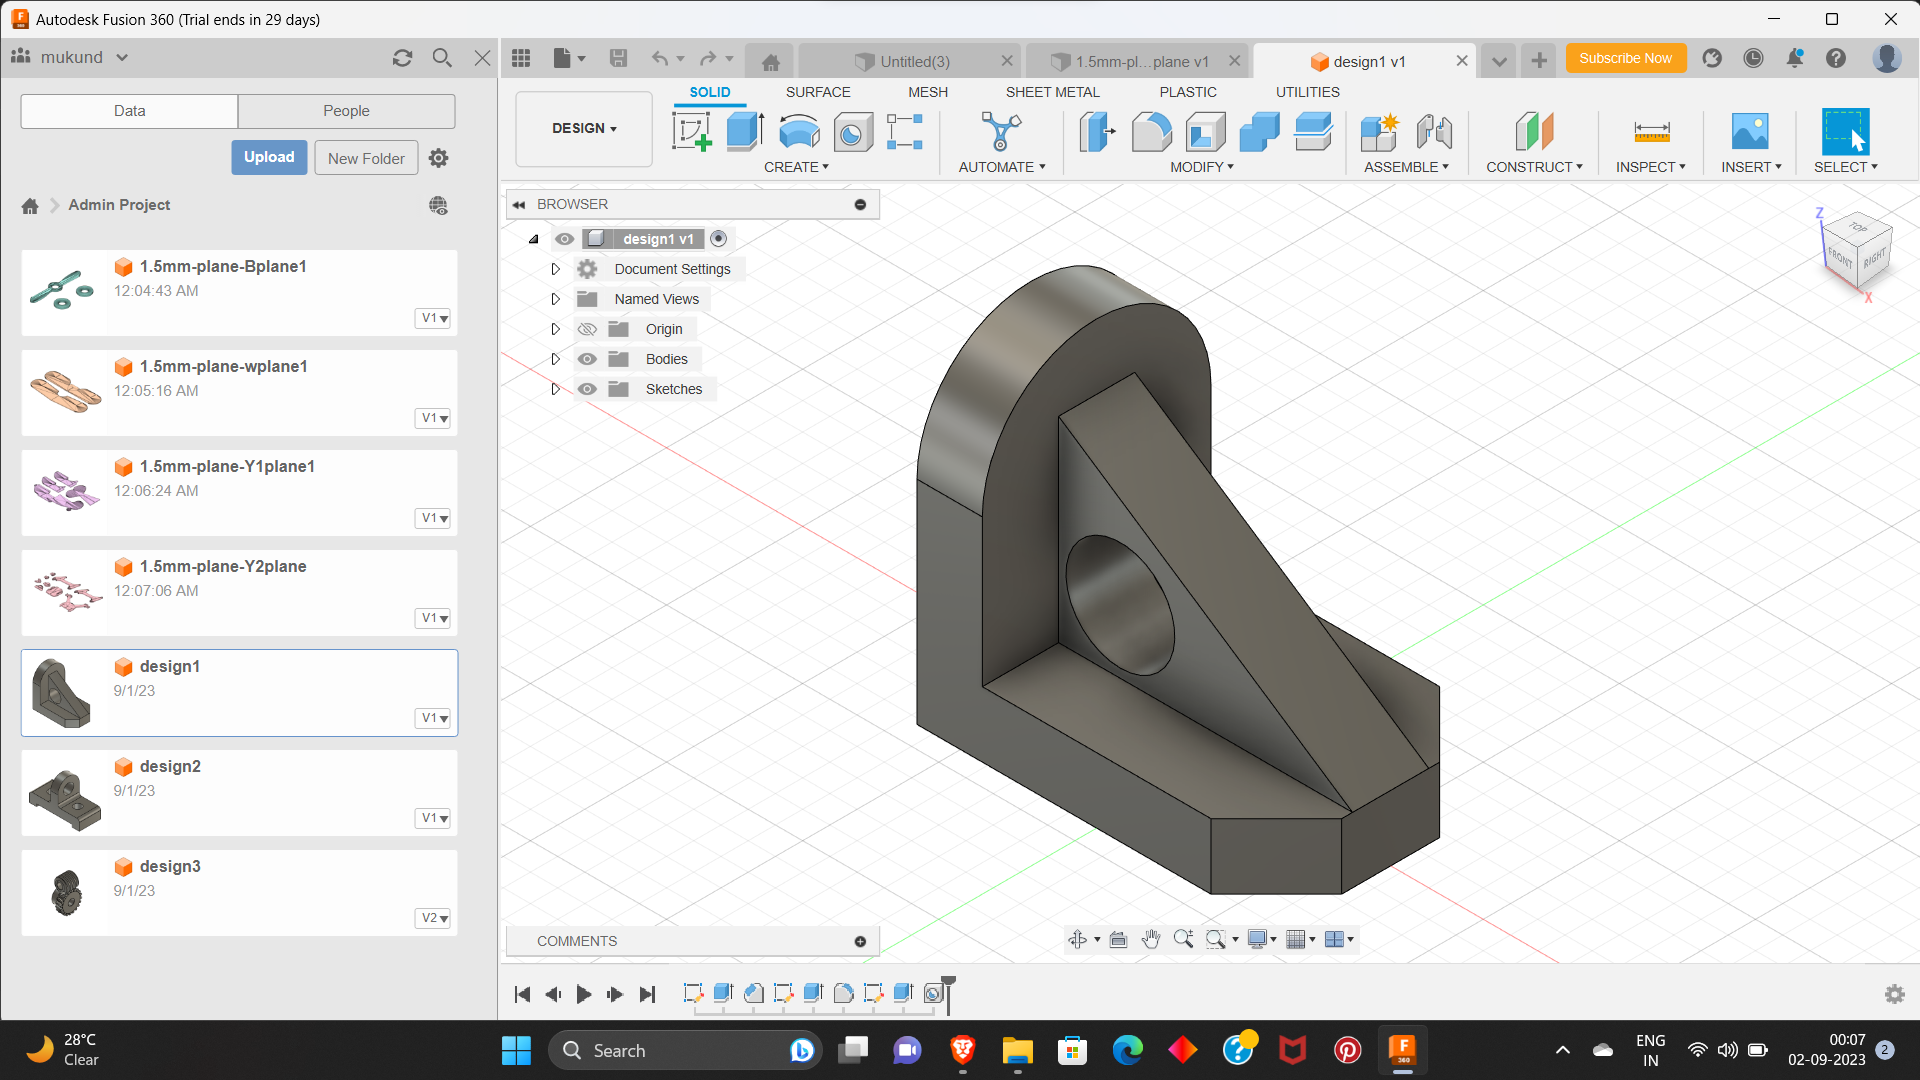 Autodesk Fusion 360 (Trial ends in 29 days)
mukund
Untitled(3)
1.5mm-pl...plane v1
design1 v1
Subscribe Now
Data
People
Upload
New Folder
Admin Project
1.5mm-plane-Bplane1
12:04:43 AM
V1
1.5mm-plane-wplane1
12:05:16 AM
V1
1.5mm-plane-Y1plane1
12:06:24 AM
V1
1.5mm-plane-Y2plane
12:07:06 AM
V1
design1
9/1/23
V1
design2
9/1/23
V1
design3
9/1/23
V2
DESIGN
SOLID
SURFACE
MESH
SHEET METAL
PLASTIC
UTILITIES
CREATE
AUTOMATE
MODIFY
ASSEMBLE
CONSTRUCT
INSPECT
INSERT
SELECT
BROWSER
design1 v1
Document Settings
Named Views
Origin
Bodies
Sketches
Z
TOP
FRONT
RIGHT
X
COMMENTS
28°C
Clear
Search
F
360
ENG
IN
00:07
02-09-2023
2